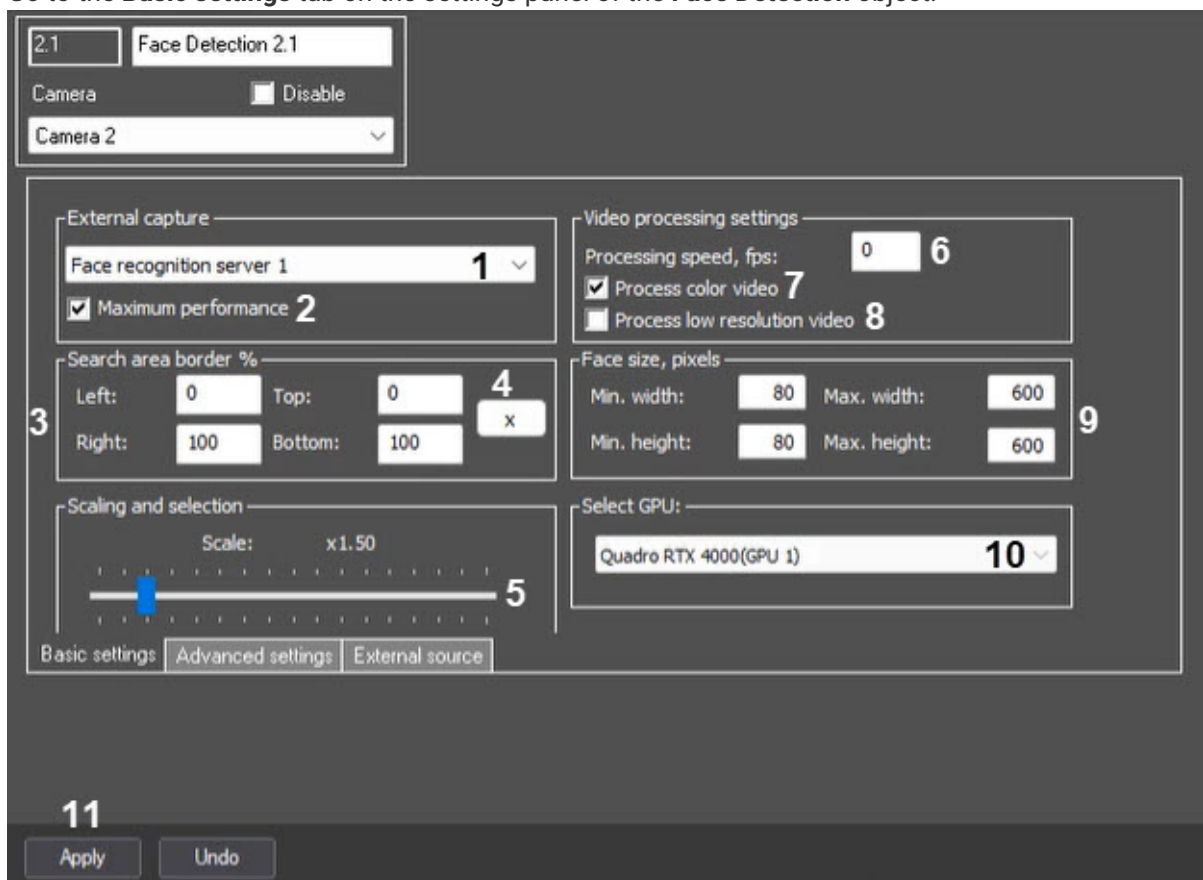 Go to the Basic settings tab on the settings panel of the Face Detection object.
2.1 Face Detection 2.1
Camera Disable
Camera 2
External capture
Face recognition server 1 1
Maximum performance 2
Video processing settings
Processing speed, fps: 0 6
Process color video 7
Process low resolution video 8
Search area border %
3 Left: 0 Top: 0 4
Right: 100 Bottom: 100 x
Face size, pixels
Min. width: 80 Max. width: 600
Min. height: 80 Max. height: 600 9
Scaling and selection
Scale: x1.50
5
Select GPU:
Quadro RTX 4000(GPU 1) 10
Basic settings Advanced settings External source
11
Apply Undo